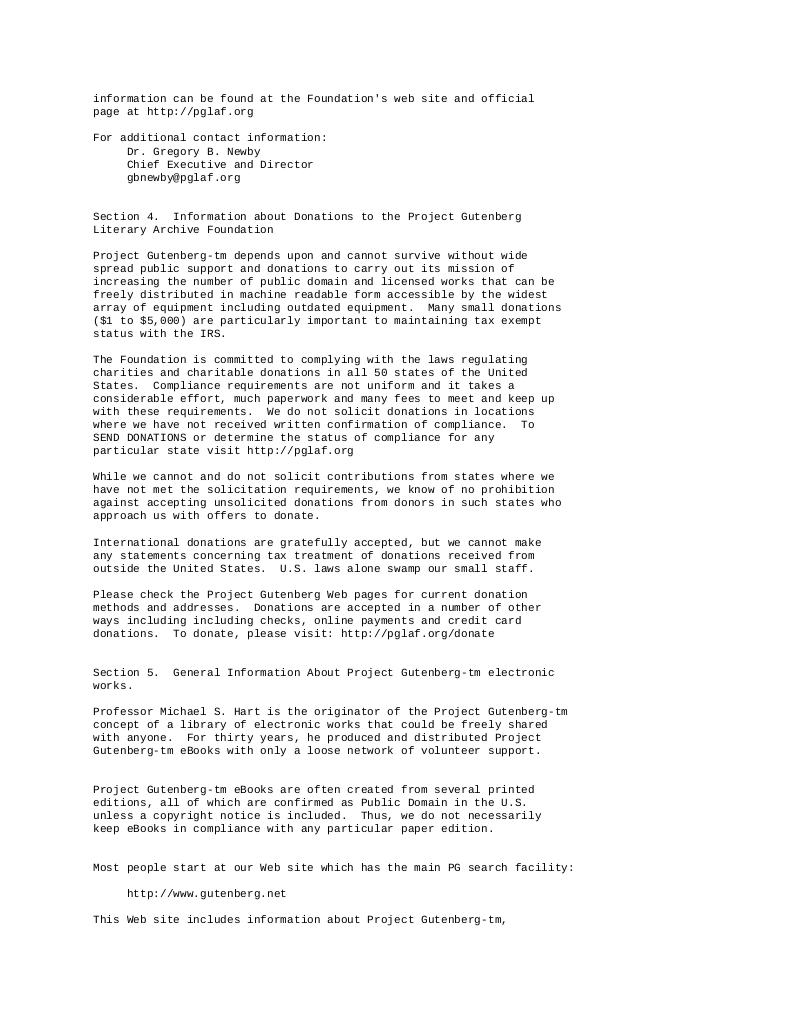 information can be found at the Foundation's web site and official
page at http://pglaf.org
For additional contact information:
Dr. Gregory B. Newby
Chief Executive and Director
gbnewby@pglaf.org
Section 4.  Information about Donations to the Project Gutenberg
Literary Archive Foundation
Project Gutenberg-tm depends upon and cannot survive without wide
spread public support and donations to carry out its mission of
increasing the number of public domain and licensed works that can be
freely distributed in machine readable form accessible by the widest
array of equipment including outdated equipment.  Many small donations
($1 to $5,000) are particularly important to maintaining tax exempt
status with the IRS.
The Foundation is committed to complying with the laws regulating
charities and charitable donations in all 50 states of the United
States.  Compliance requirements are not uniform and it takes a
considerable effort, much paperwork and many fees to meet and keep up
with these requirements.  We do not solicit donations in locations
where we have not received written confirmation of compliance.  To
SEND DONATIONS or determine the status of compliance for any
particular state visit http://pglaf.org
While we cannot and do not solicit contributions from states where we
have not met the solicitation requirements, we know of no prohibition
against accepting unsolicited donations from donors in such states who
approach us with offers to donate.
International donations are gratefully accepted, but we cannot make
any statements concerning tax treatment of donations received from
outside the United States.  U.S. laws alone swamp our small staff.
Please check the Project Gutenberg Web pages for current donation
methods and addresses.  Donations are accepted in a number of other
ways including including checks, online payments and credit card
donations.  To donate, please visit: http://pglaf.org/donate
Section 5.  General Information About Project Gutenberg-tm electronic
works.
Professor Michael S. Hart is the originator of the Project Gutenberg-tm
concept of a library of electronic works that could be freely shared
with anyone.  For thirty years, he produced and distributed Project
Gutenberg-tm eBooks with only a loose network of volunteer support.
Project Gutenberg-tm eBooks are often created from several printed
editions, all of which are confirmed as Public Domain in the U.S.
unless a copyright notice is included.  Thus, we do not necessarily
keep eBooks in compliance with any particular paper edition.
Most people start at our Web site which has the main PG search facility:
http://www.gutenberg.net
This Web site includes information about Project Gutenberg-tm,